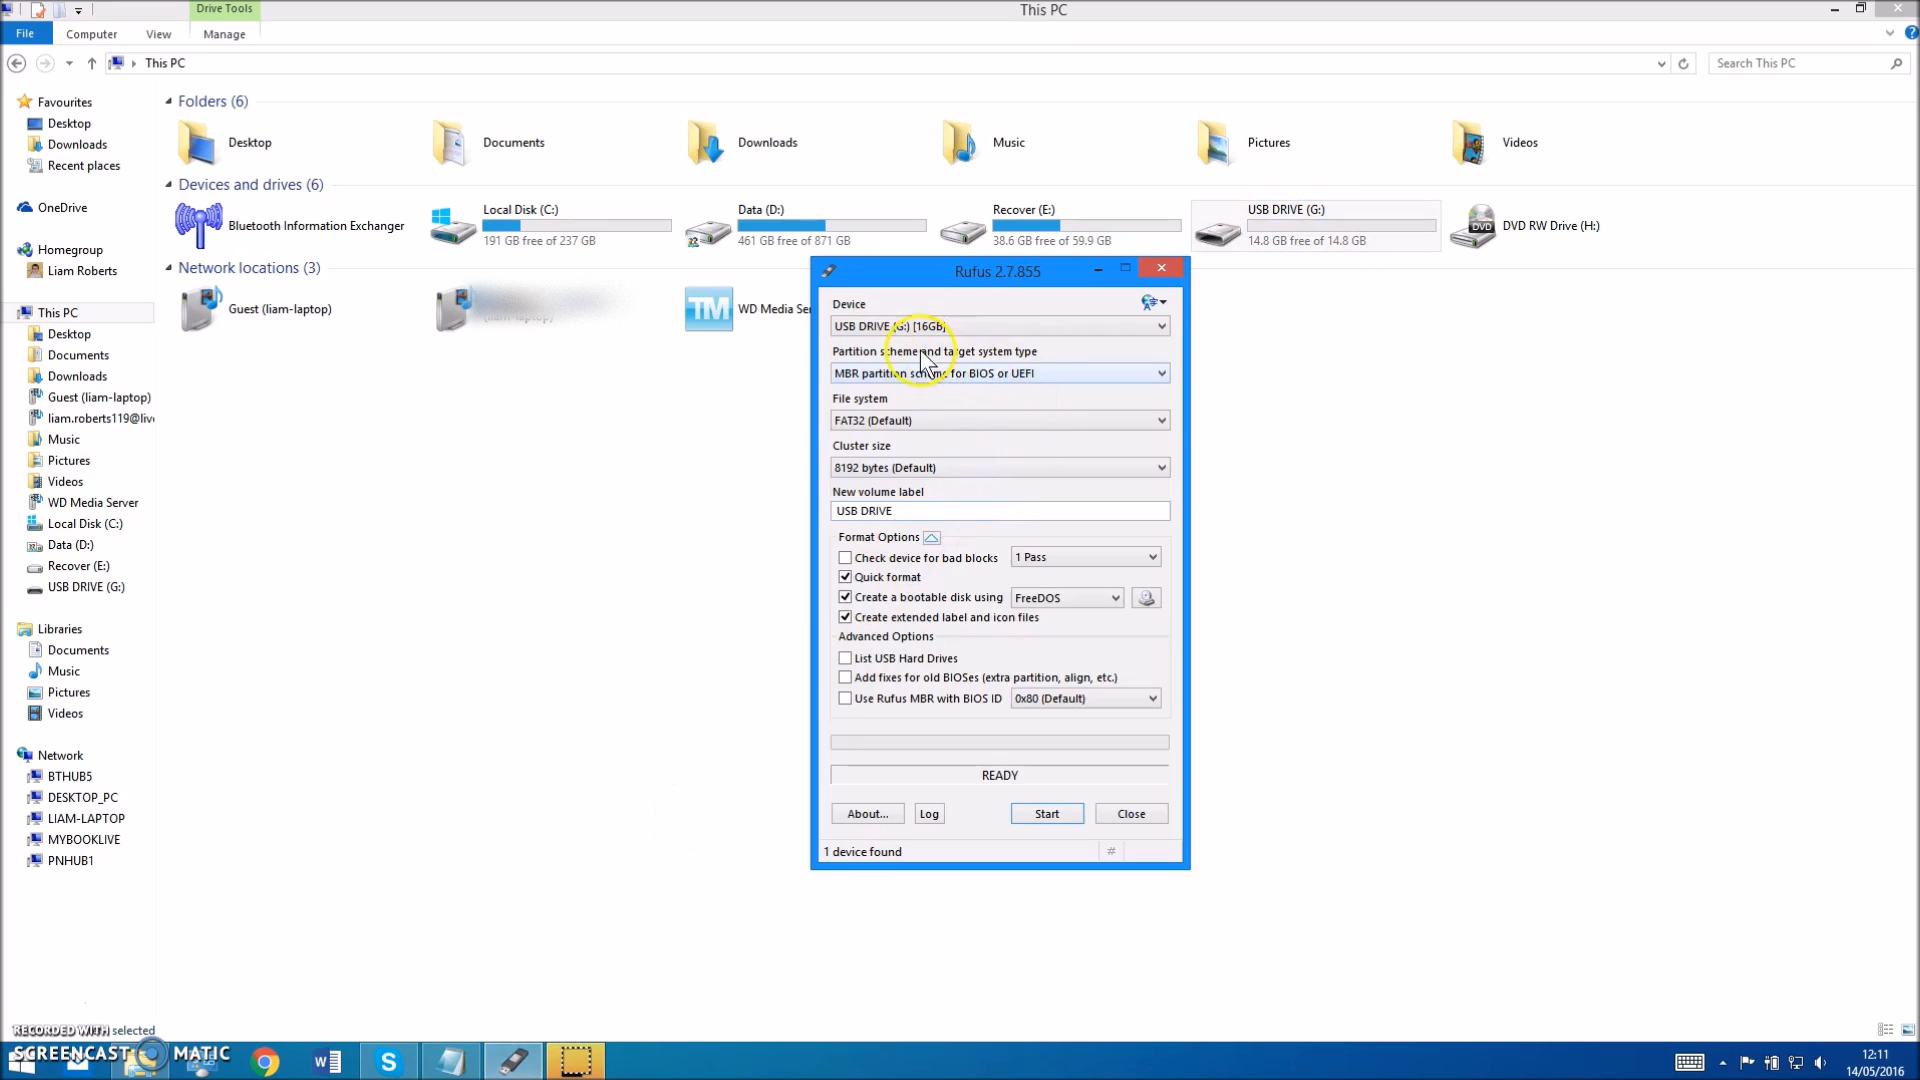 Drive Tools
This PC
File
Computer
View
Manage
This PC
Search This PC
Favourites
Desktop
Downloads
Recent places
OneDrive
Homegroup
Liam Roberts
This PC
Desktop
Documents
Downloads
Guest (liam-laptop)
liam.roberts119@live
Music
Pictures
Videos
WD Media Server
Local Disk (C:)
Data (D:)
Recover (E:)
USB DRIVE (G:)
Libraries
Documents
Music
Pictures
Videos
Network
BTHUB5
DESKTOP_PC
LIAM-LAPTOP
MYBOOKLIVE
PNHUB1
Folders (6)
Desktop
Documents
Downloads
Music
Pictures
Videos
Devices and drives (6)
Bluetooth Information Exchanger
Local Disk (C:)
191 GB free of 237 GB
Data (D:)
461 GB free of 871 GB
Recover (E:)
38.6 GB free of 59.9 GB
USB DRIVE (G:)
14.8 GB free of 14.8 GB
DVD
DVD RW Drive (H:)
Network locations (3)
Guest (liam-laptop)
TM
WD Media Ser
Rufus 2.7.855
Device
USB DRIVE (G:) [16GB]
Partition scheme and target system type
MBR partition scheme for BIOS or UEFI
File system
FAT32 (Default)
Cluster size
8192 bytes (Default)
New volume label
USB DRIVE
Format Options
Check device for bad blocks
1 Pass
Quick format
Create a bootable disk using
FreeDOS
Create extended label and icon files
Advanced Options
List USB Hard Drives
Add fixes for old BIOSes (extra partition, align, etc.)
Use Rufus MBR with BIOS ID
0x80 (Default)
READY
About...
Log
Start
Close
1 device found
#
RECORDED WITH
selected
SCREENCAST MATIC
12:11
14/05/2016